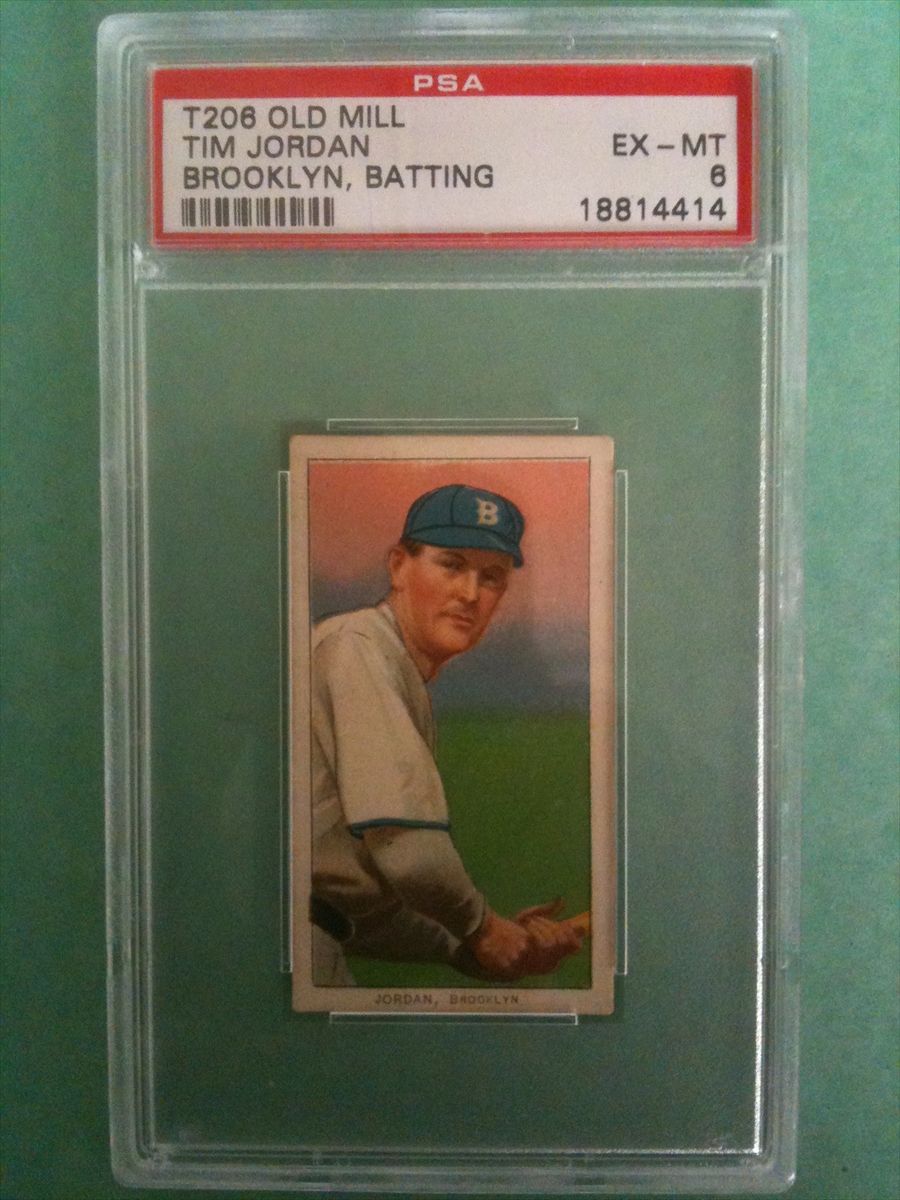 PSA
T206 OLD MILL
TIM JORDAN
EX - MT
BROOKLYN, BATTING
6
18814414
B
JORDAN, BROOKLYN